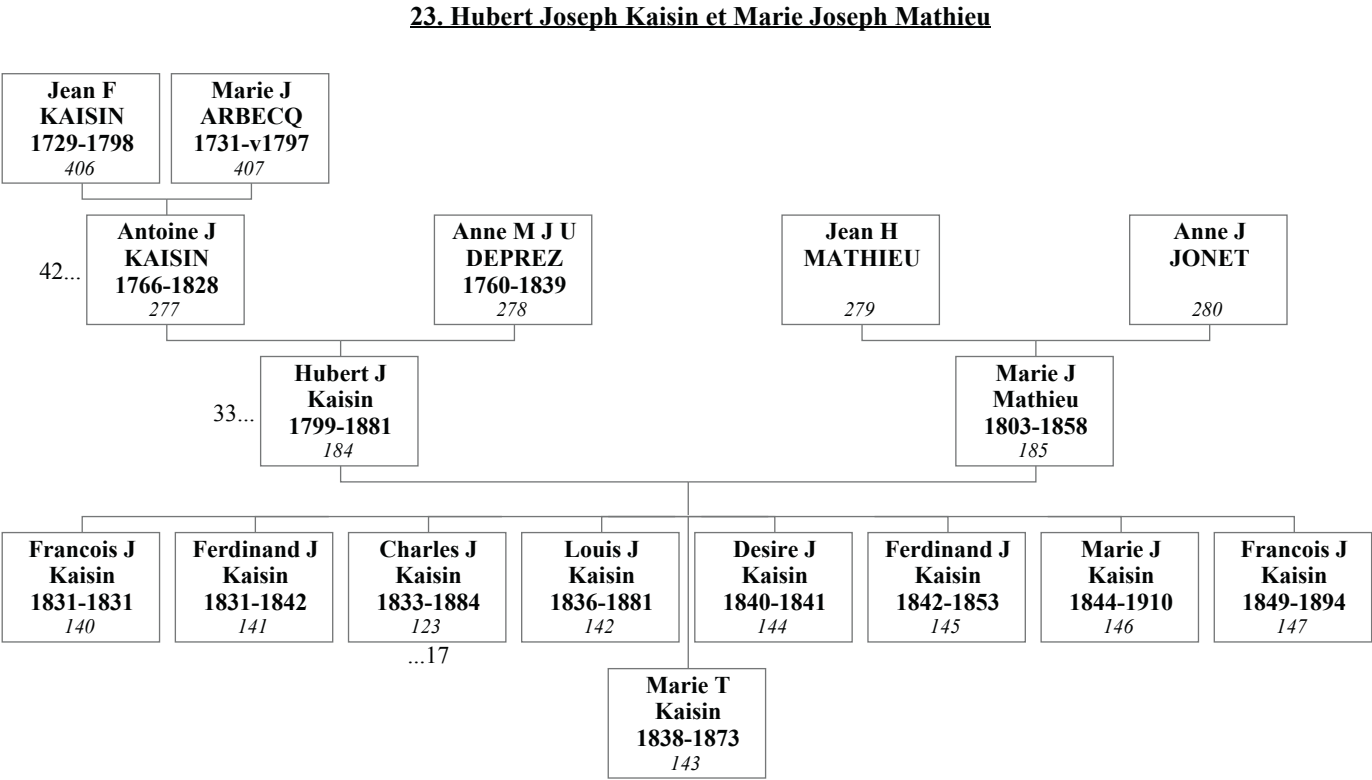 23. Hubert Joseph Kaisin et Marie Joseph Mathieu
Jean F
KAISIN
1729-1798
406
Marie J
ARBECQ
1731-v1797
407
42...
Antoine J
KAISIN
1766-1828
277
Anne M J U
DEPREZ
1760-1839
278
Jean H
MATHIEU
279
Anne J
JONET
280
33...
Hubert J
Kaisin
1799-1881
184
Marie J
Mathieu
1803-1858
185
Francois J
Kaisin
1831-1831
140
Ferdinand J
Kaisin
1831-1842
141
Charles J
Kaisin
1833-1884
123
...17
Louis J
Kaisin
1836-1881
142
Desire J
Kaisin
1840-1841
144
Ferdinand J
Kaisin
1842-1853
145
Marie J
Kaisin
1844-1910
146
Francois J
Kaisin
1849-1894
147
Marie T
Kaisin
1838-1873
143